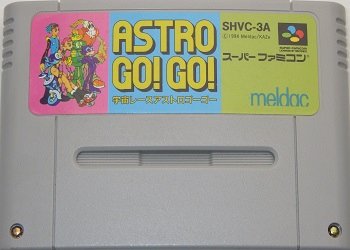 ASTRO
GO! GO!
宇宙レースアストロゴーゴー
SHVC-3A
©1994 Meldac/KAZe
スーパーファミコン
meldac